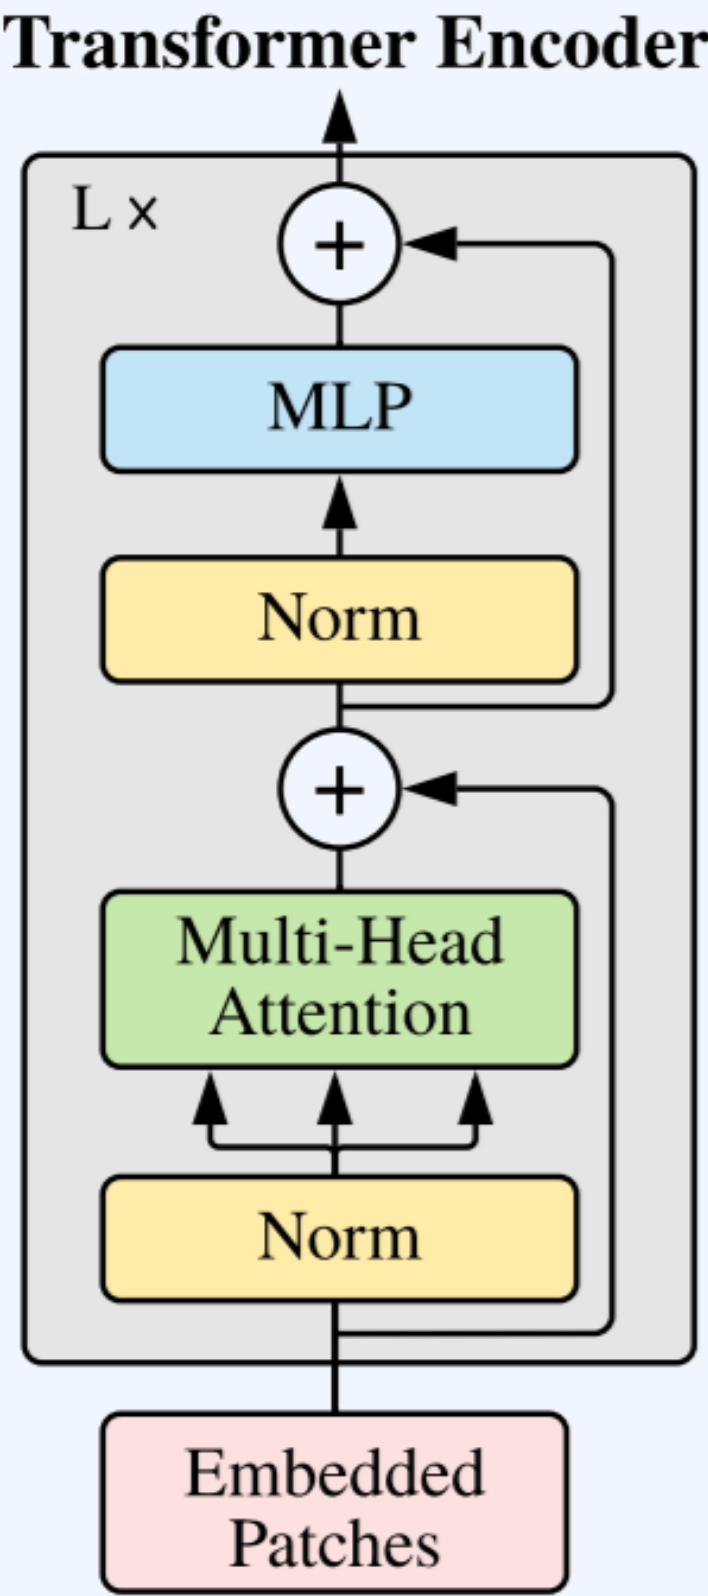 Transformer Encoder
L ×
+
MLP
Norm
+
Multi-Head
Attention
Norm
Embedded
Patches